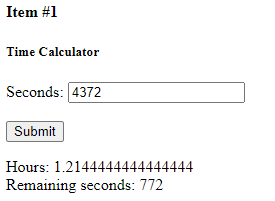 Item #1
Time Calculator
Seconds: 4372
Submit
Hours: 1.2144444444444444
Remaining seconds: 772